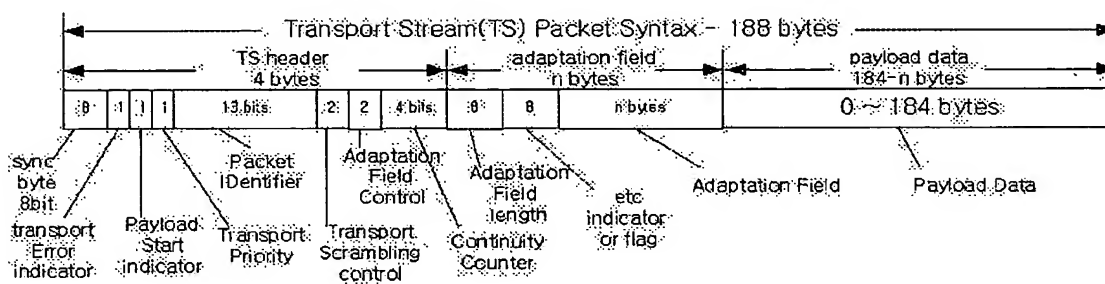 Transport Stream(TS) Packet Syntax - 188 bytes
TS header
4 bytes
adaptation field
n bytes
payload data
184-n bytes
8 1 1 1 13 bits 2 2 4 bits 8 8 n bytes 0 ~ 184 bytes
sync
byte
8bit
transport
Error
indicator
Payload
Start
indicator
Transport
Priority
Packet
IDentifier
Transport
Scrambling
control
Adaptation
Field
Control
Continuity
Counter
Adaptation
Field
length
etc
indicator
or flag
Adaptation Field
Payload Data